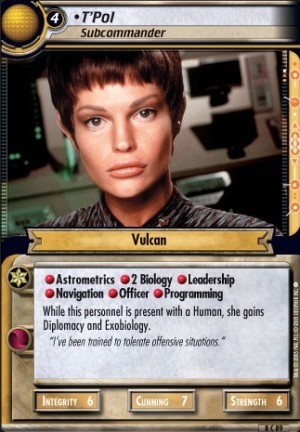 4 •T'Pol
Subcommander
Vulcan
•Astrometrics •2 Biology •Leadership
•Navigation •Officer •Programming
While this personnel is present with a Human, she gains
Diplomacy and Exobiology.
"I've been trained to tolerate offensive situations."
INTEGRITY 6 CUNNING 7 STRENGTH 6